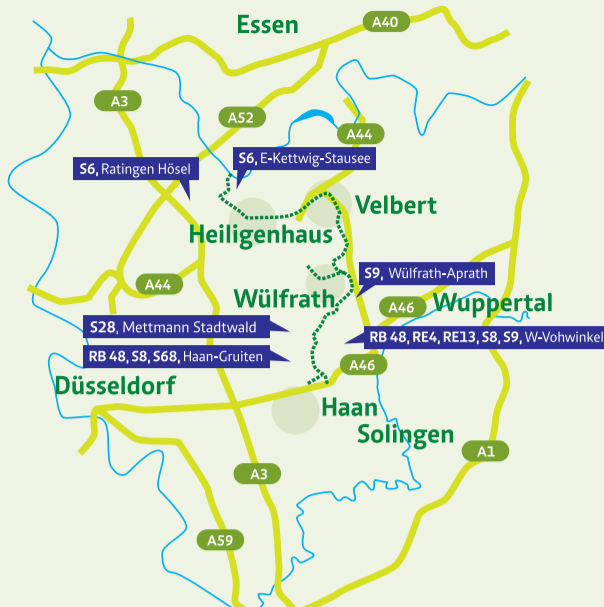 Essen
A40
A3
A52
A44
S6, E-Kettwig-Stausee
S6, Ratingen Hösel
Velbert
Heiligenhaus
S9, Wülfrath-Aprath
A44
Wülfrath
A46
Wuppertal
S28, Mettmann Stadtwald
RB 48, RE4, RE13, S8, S9, W-Vohwinkel
RB 48, S8, S68, Haan-Gruiten
A46
Düsseldorf
Haan
Solingen
A1
A3
A59